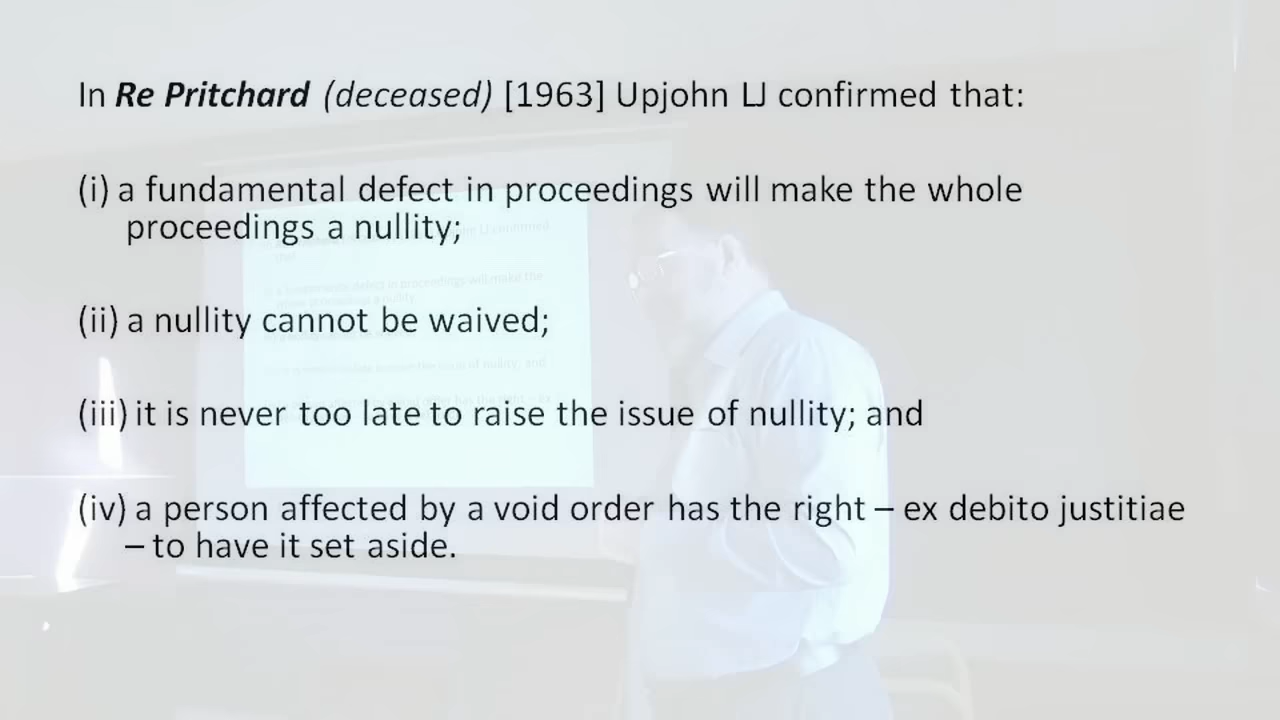 In Re Pritchard (deceased) [1963] Upjohn LJ confirmed that:
(i) a fundamental defect in proceedings will make the whole
proceedings a nullity;
(ii) a nullity cannot be waived;
(iii) it is never too late to raise the issue of nullity; and
(iv) a person affected by a void order has the right – ex debito justitiae
– to have it set aside.